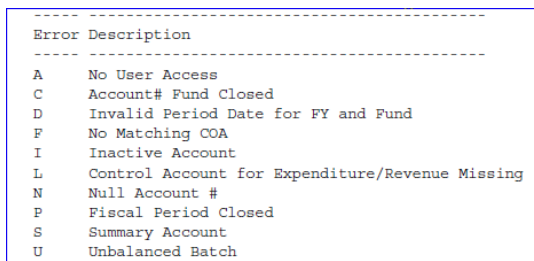 ----- ---------------------------------------------
Error Description
----- ---------------------------------------------
A No User Access
C Account# Fund Closed
D Invalid Period Date for FY and Fund
F No Matching COA
I Inactive Account
L Control Account for Expenditure/Revenue Missing
N Null Account #
P Fiscal Period Closed
S Summary Account
U Unbalanced Batch